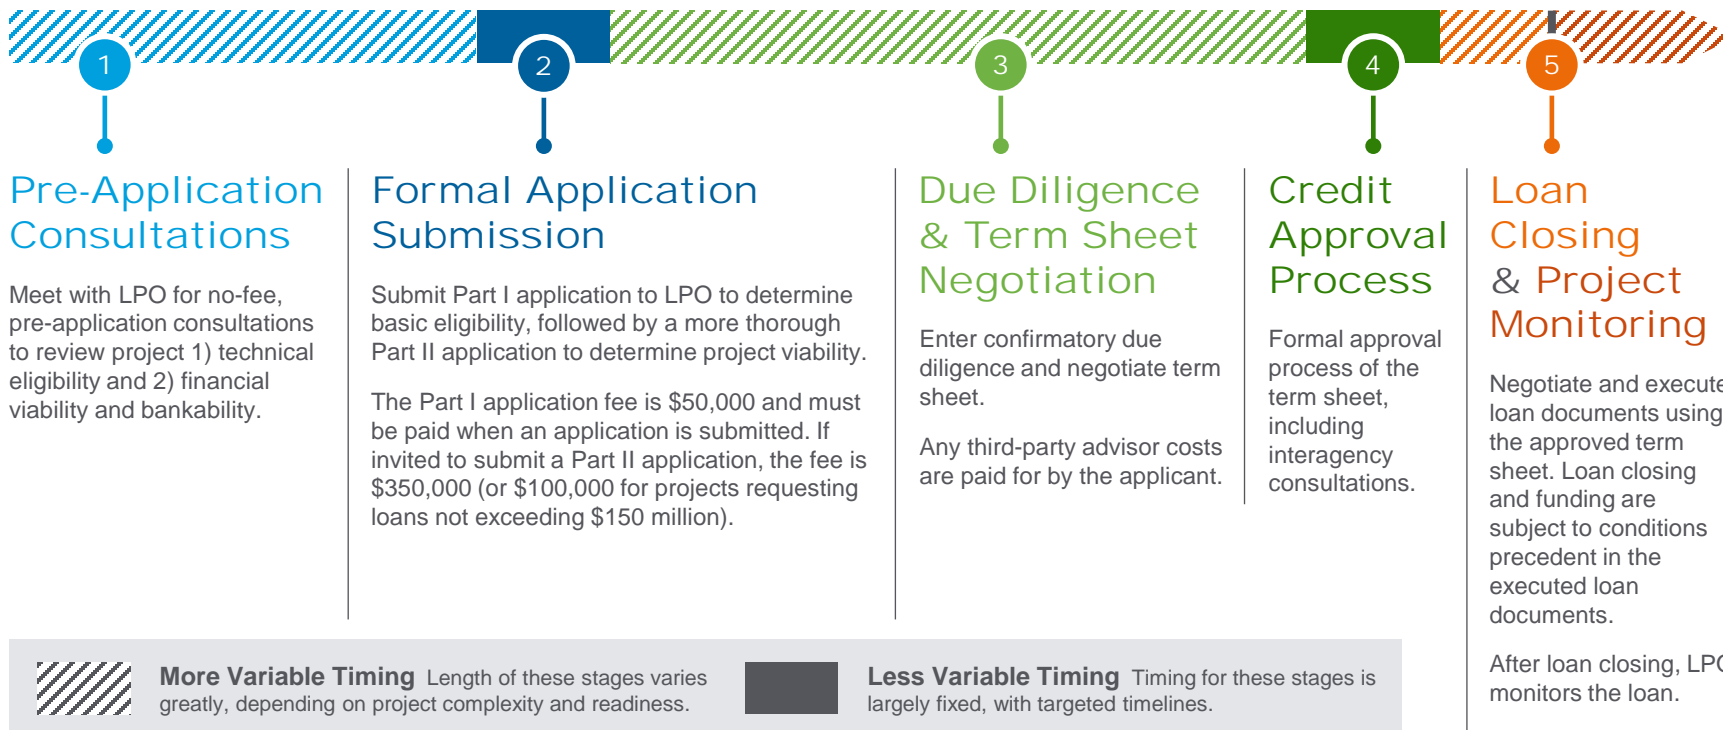 1
2
3
4
5
Pre-Application
Consultations
Meet with LPO for no-fee,
pre-application consultations
to review project 1) technical
eligibility and 2) financial
viability and bankability.
Formal Application
Submission
Submit Part I application to LPO to determine
basic eligibility, followed by a more thorough
Part II application to determine project viability.
The Part I application fee is $50,000 and must
be paid when an application is submitted. If
invited to submit a Part II application, the fee is
$350,000 (or $100,000 for projects requesting
loans not exceeding $150 million).
Due Diligence
& Term Sheet
Negotiation
Enter confirmatory due
diligence and negotiate term
sheet.
Any third-party advisor costs
are paid for by the applicant.
Credit
Approval
Process
Formal approval
process of the
term sheet,
including
interagency
consultations.
Loan
Closing
& Project
Monitoring
Negotiate and execute
loan documents using
the approved term
sheet. Loan closing
and funding are
subject to conditions
precedent in the
executed loan
documents.
After loan closing, LPO
monitors the loan.
More Variable Timing Length of these stages varies
greatly, depending on project complexity and readiness.
Less Variable Timing Timing for these stages is
largely fixed, with targeted timelines.